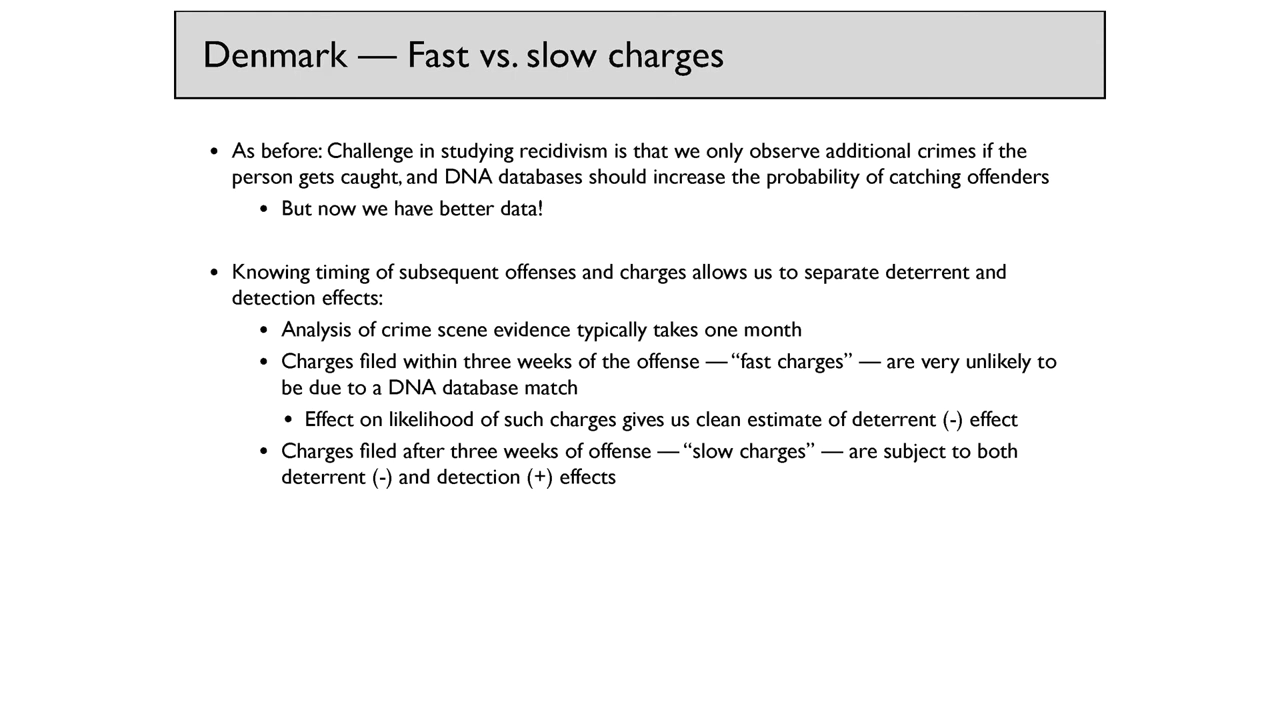 Denmark — Fast vs. slow charges
• As before: Challenge in studying recidivism is that we only observe additional crimes if the
person gets caught, and DNA databases should increase the probability of catching offenders
• But now we have better data!
• Knowing timing of subsequent offenses and charges allows us to separate deterrent and
detection effects:
• Analysis of crime scene evidence typically takes one month
• Charges filed within three weeks of the offense — “fast charges” — are very unlikely to
be due to a DNA database match
• Effect on likelihood of such charges gives us clean estimate of deterrent (-) effect
• Charges filed after three weeks of offense — “slow charges” — are subject to both
deterrent (-) and detection (+) effects